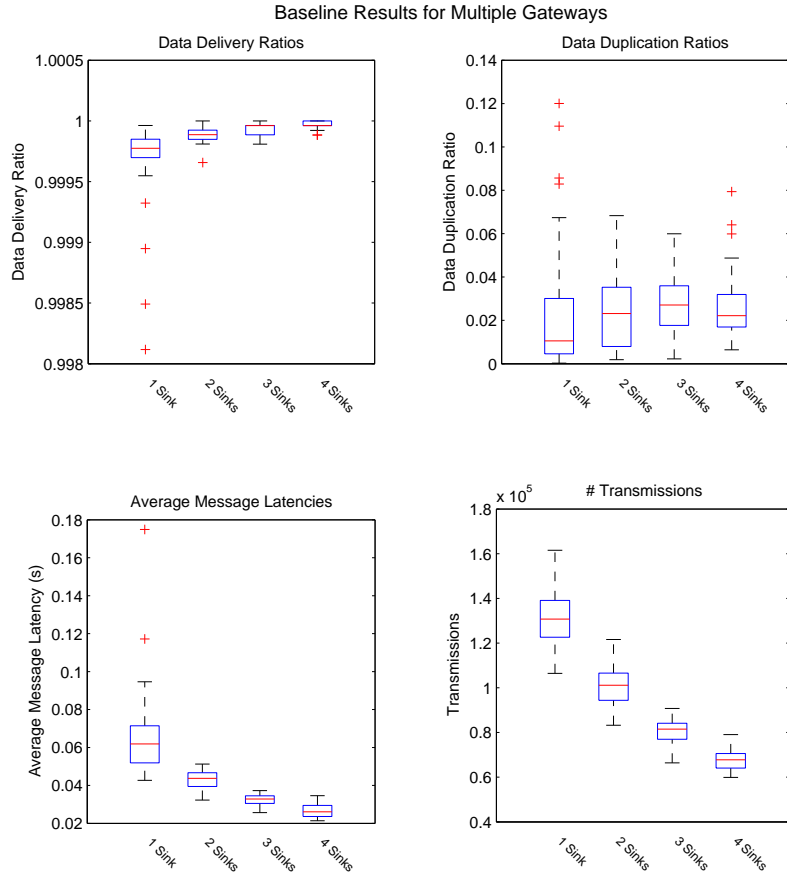 Baseline Results for Multiple Gateways
Data Delivery Ratios
1.0005
1
0.9995
0.999
0.9985
0.998
Data Delivery Ratio
1 Sink
2 Sinks
3 Sinks
4 Sinks
Data Duplication Ratios
0.14
0.12
0.1
0.08
0.06
0.04
0.02
0
Data Duplication Ratio
1 Sink
2 Sinks
3 Sinks
4 Sinks
Average Message Latencies
0.18
0.16
0.14
0.12
0.1
0.08
0.06
0.04
0.02
Average Message Latency (s)
1 Sink
2 Sinks
3 Sinks
4 Sinks
# Transmissions
x 10^5
1.8
1.6
1.4
1.2
1
0.8
0.6
0.4
Transmissions
1 Sink
2 Sinks
3 Sinks
4 Sinks